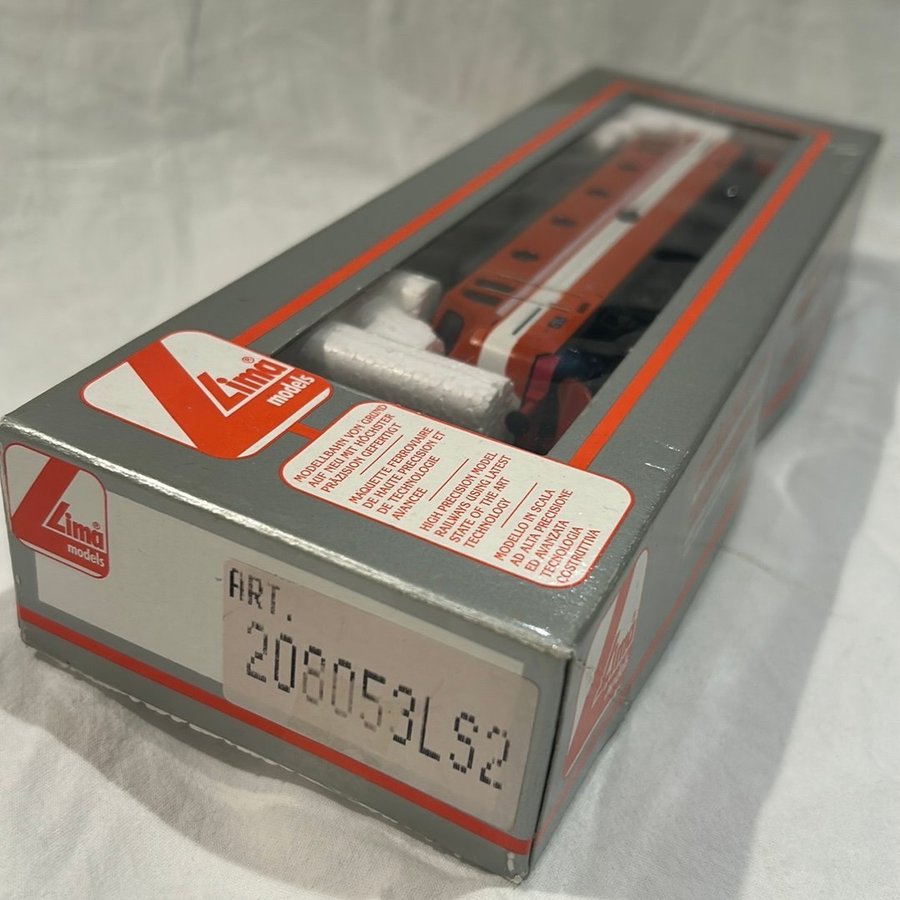 Lima®
models
MODELLBAHN VON GRUND
AUF NEU MIT HÖCHSTER
PRÄZISION GEFERTIGT
MAQUETTE FERROVIAIRE
DE HAUTE PRECISION ET
DE TECHNOLOGIE
AVANCEE
HIGH PRECISION MODEL
RAILWAYS USING LATEST
STATE OF THE ART
TECHNOLOGY
MODELLO IN SCALA
AD ALTA PRECISIONE
ED AVANZATA
TECNOLOGIA
COSTRUTTIVA
Lima®
models
ART.
208053LS2